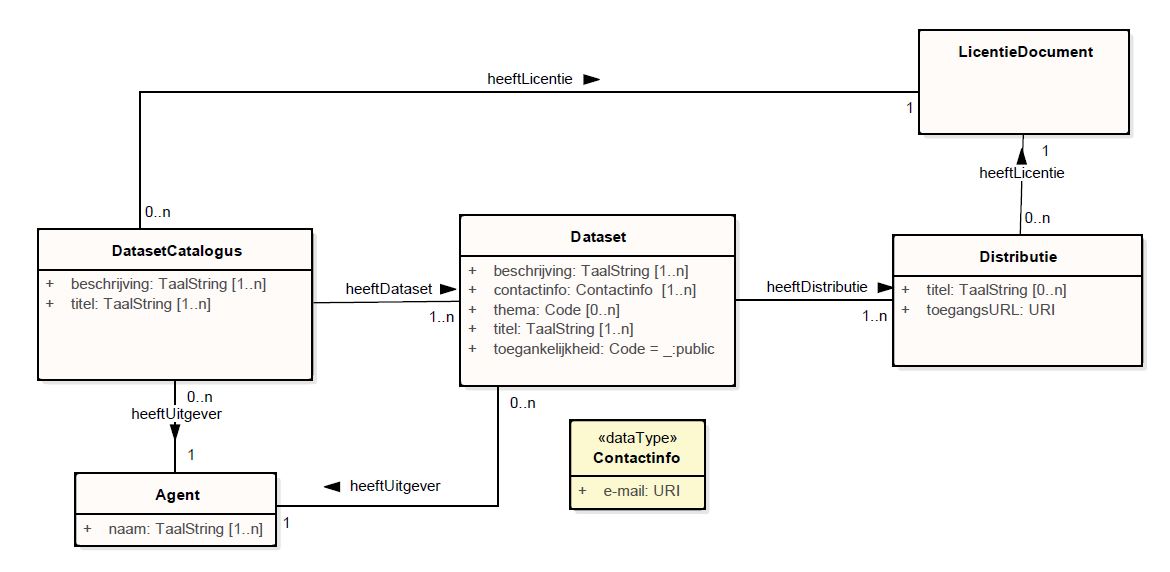 LicentieDocument
heeftLicentie
1
1
heeftLicentie
0..n
0..n
DatasetCatalogus
+ beschrijving: TaalString [1..n]
+ titel: TaalString [1..n]
heeftDataset
1..n
Dataset
+ beschrijving: TaalString [1..n]
+ contactinfo: Contactinfo [1..n]
+ thema: Code [0..n]
+ titel: TaalString [1..n]
+ toegankelijkheid: Code = _:public
heeftDistributie
1..n
Distributie
+ titel: TaalString [0..n]
+ toegangsURL: URI
0..n
heeftUitgever
1
0..n
heeftUitgever
1
Agent
+ naam: TaalString [1..n]
«dataType»
Contactinfo
+ e-mail: URI